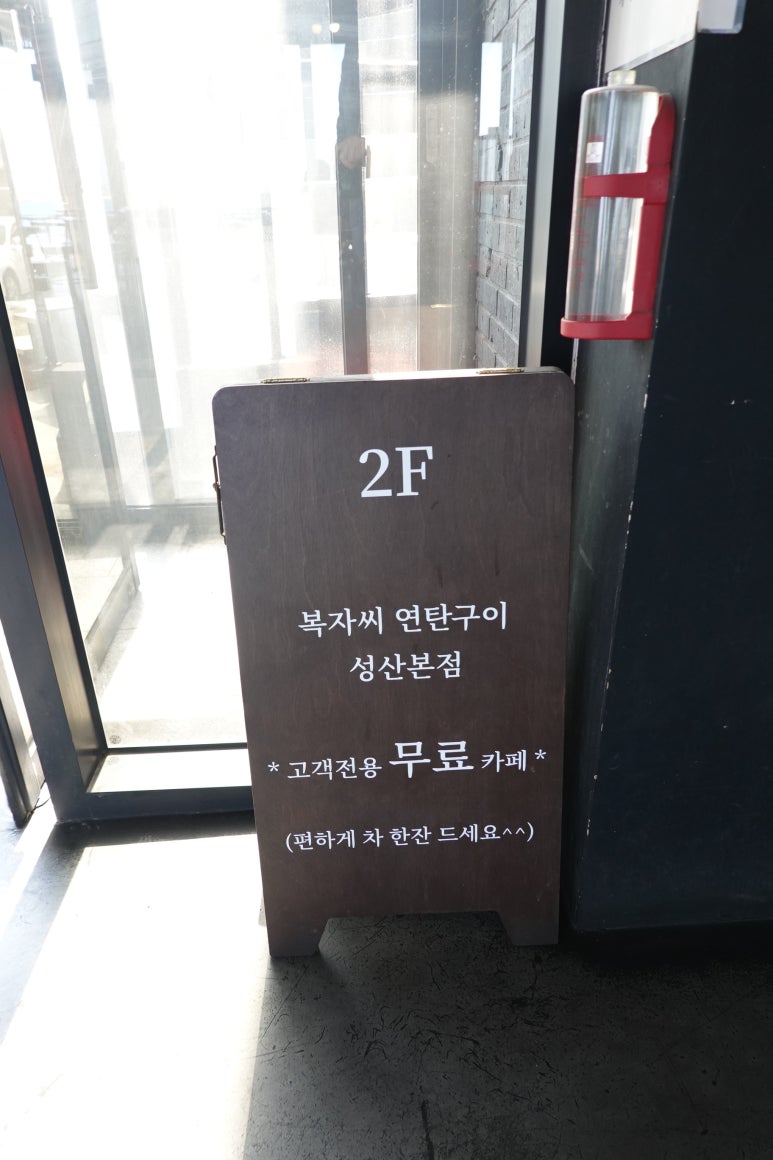 2F
복자씨 연탄구이
성산본점
* 고객전용 무료 카페 *
(편하게 차 한잔 드세요^^)